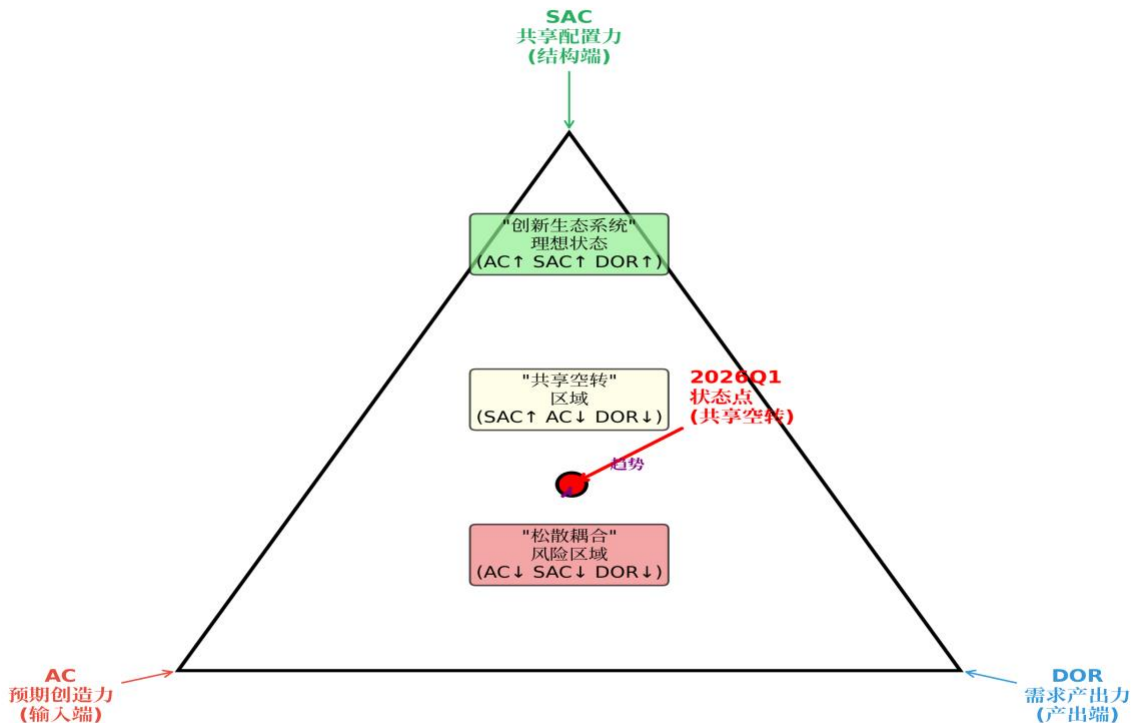 SAC
共享配置力
(结构端)
"创新生态系统"
理想状态
(AC↑ SAC↑ DOR↑)
"共享空转"
区域
(SAC↑ AC↓ DOR↓)
2026Q1
状态点
(共享空转)
趋势
"松散耦合"
风险区域
(AC↓ SAC↓ DOR↓)
AC
预期创造力
(输入端)
DOR
需求产出力
(产出端)